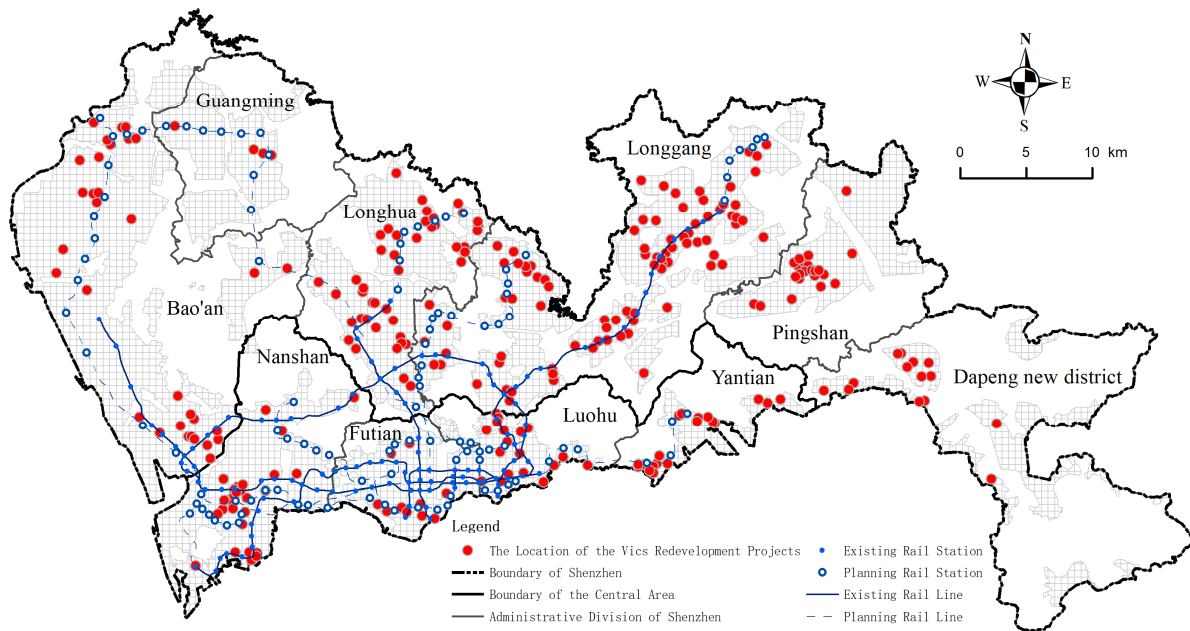 N
W E
S
0 5 10 km
Guangming
Longgang
Longhua
Bao'an
Pingshan
Nanshan
Yantian
Dapeng new district
Luohu
Futian
Legend
The Location of the Vics Redevelopment Projects
Boundary of Shenzhen
Boundary of the Central Area
Administrative Division of Shenzhen
Existing Rail Station
Planning Rail Station
Existing Rail Line
Planning Rail Line